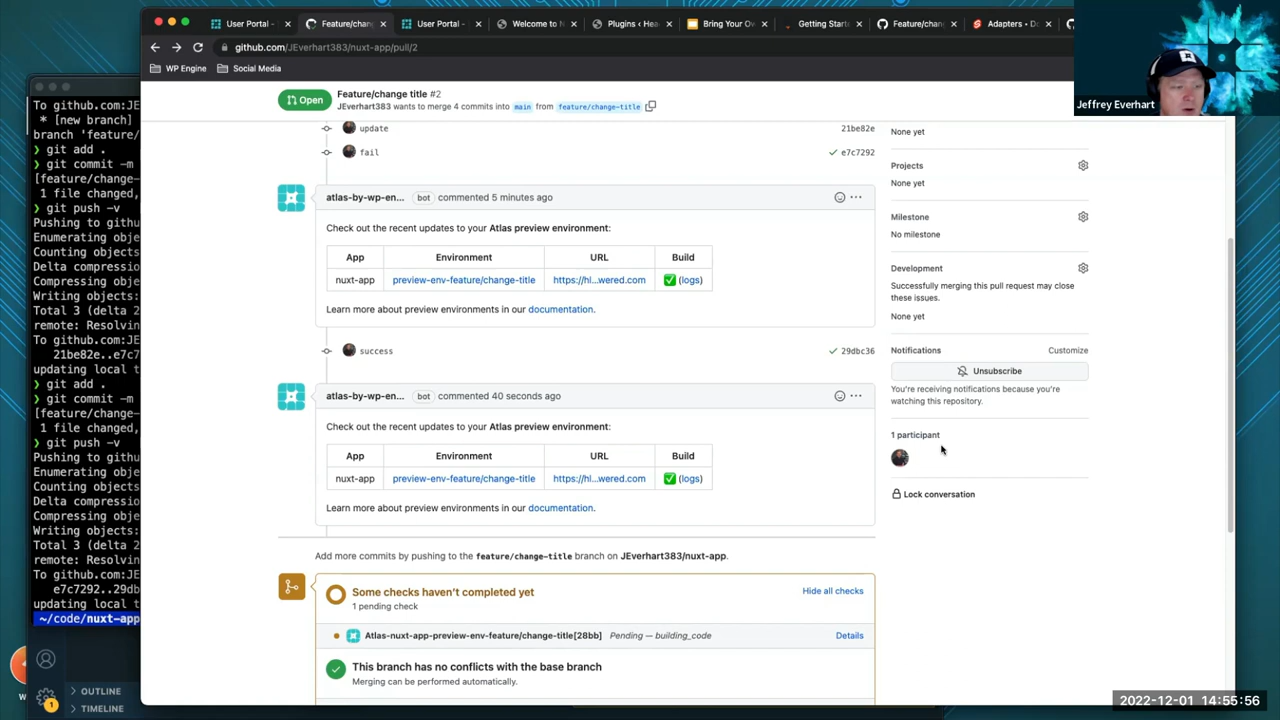 User Portal -
Feature/chan
User Portal -
Welcome to N
Plugins ‹ Hea
Bring Your Ov
Getting Starte
Feature/chan
Adapters • Do
github.com/JEverhart383/nuxt-app/pull/2
WP Engine
Social Media
Jeffrey Everhart
Open
Feature/change title #2
JEverhart383 wants to merge 4 commits into main from feature/change-title
update
21be82e
fail
e7c7292
atlas-by-wp-en... bot commented 5 minutes ago
Check out the recent updates to your Atlas preview environment:
App Environment URL Build
nuxt-app preview-env-feature/change-title https://hl...wered.com ✅ (logs)
Learn more about preview environments in our documentation.
success
29dbc36
atlas-by-wp-en... bot commented 40 seconds ago
Check out the recent updates to your Atlas preview environment:
App Environment URL Build
nuxt-app preview-env-feature/change-title https://hl...wered.com ✅ (logs)
Learn more about preview environments in our documentation.
Add more commits by pushing to the feature/change-title branch on JEverhart383/nuxt-app.
Some checks haven't completed yet
Hide all checks
1 pending check
Atlas-nuxt-app-preview-env-feature/change-title[28bb] Pending — building_code
Details
This branch has no conflicts with the base branch
Merging can be performed automatically.
None yet
Projects
None yet
Milestone
No milestone
Development
Successfully merging this pull request may close
these issues.
None yet
Notifications
Customize
Unsubscribe
You're receiving notifications because you're
watching this repository.
1 participant
Lock conversation
To github.com:JE
* [new branch]
branch 'feature/
❯ git add .
❯ git commit -m
[feature/change-
1 file changed,
❯ git push -v
Pushing to githu
Enumerating obje
Counting objects
Delta compressio
Compressing obje
Writing objects:
Total 3 (delta 2
remote: Resolvin
To github.com:JE
21be82e..e7c7
updating local t
❯ git add .
❯ git commit -m
[feature/change-
1 file changed,
❯ git push -v
Pushing to githu
Enumerating obje
Counting objects
Delta compressio
Compressing obje
Writing objects:
Total 3 (delta 2
remote: Resolvin
To github.com:JE
e7c7292..29db
updating local t
~/code/nuxt-app
1
OUTLINE
TIMELINE
2022-12-01 14:55:56